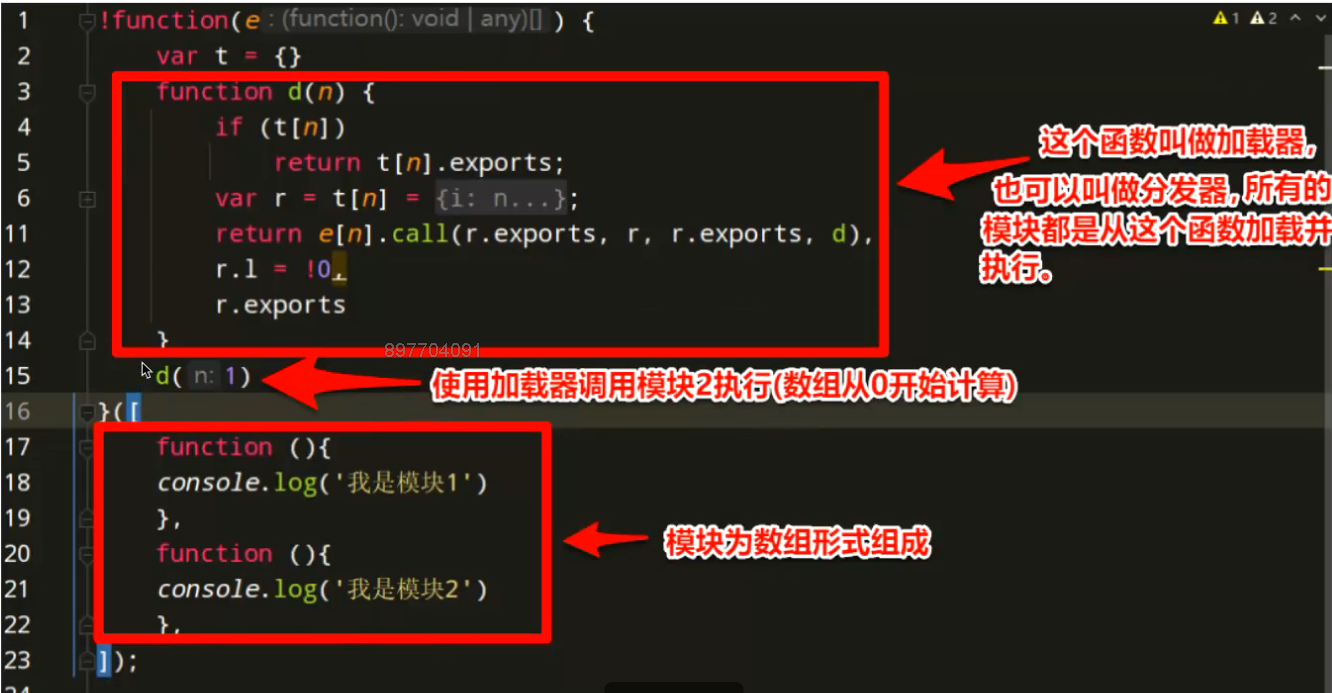 1 !function(e : (function(): void | any)[] ) { 1 2
2 var t = {}
3 function d(n) {
4 if (t[n])
5 return t[n].exports;
6 var r = t[n] = {i: n...};
11 return e[n].call(r.exports, r, r.exports, d),
12 r.l = !0,
13 r.exports
14 }
15 d( n: 1)
16 }([
17 function (){
18 console.log('我是模块1')
19 },
20 function (){
21 console.log('我是模块2')
22 },
23 ]);
24
这个函数叫做加载器,
也可以叫做分发器,所有的
模块都是从这个函数加载并
执行。
897704091
使用加载器调用模块2执行(数组从0开始计算)
模块为数组形式组成